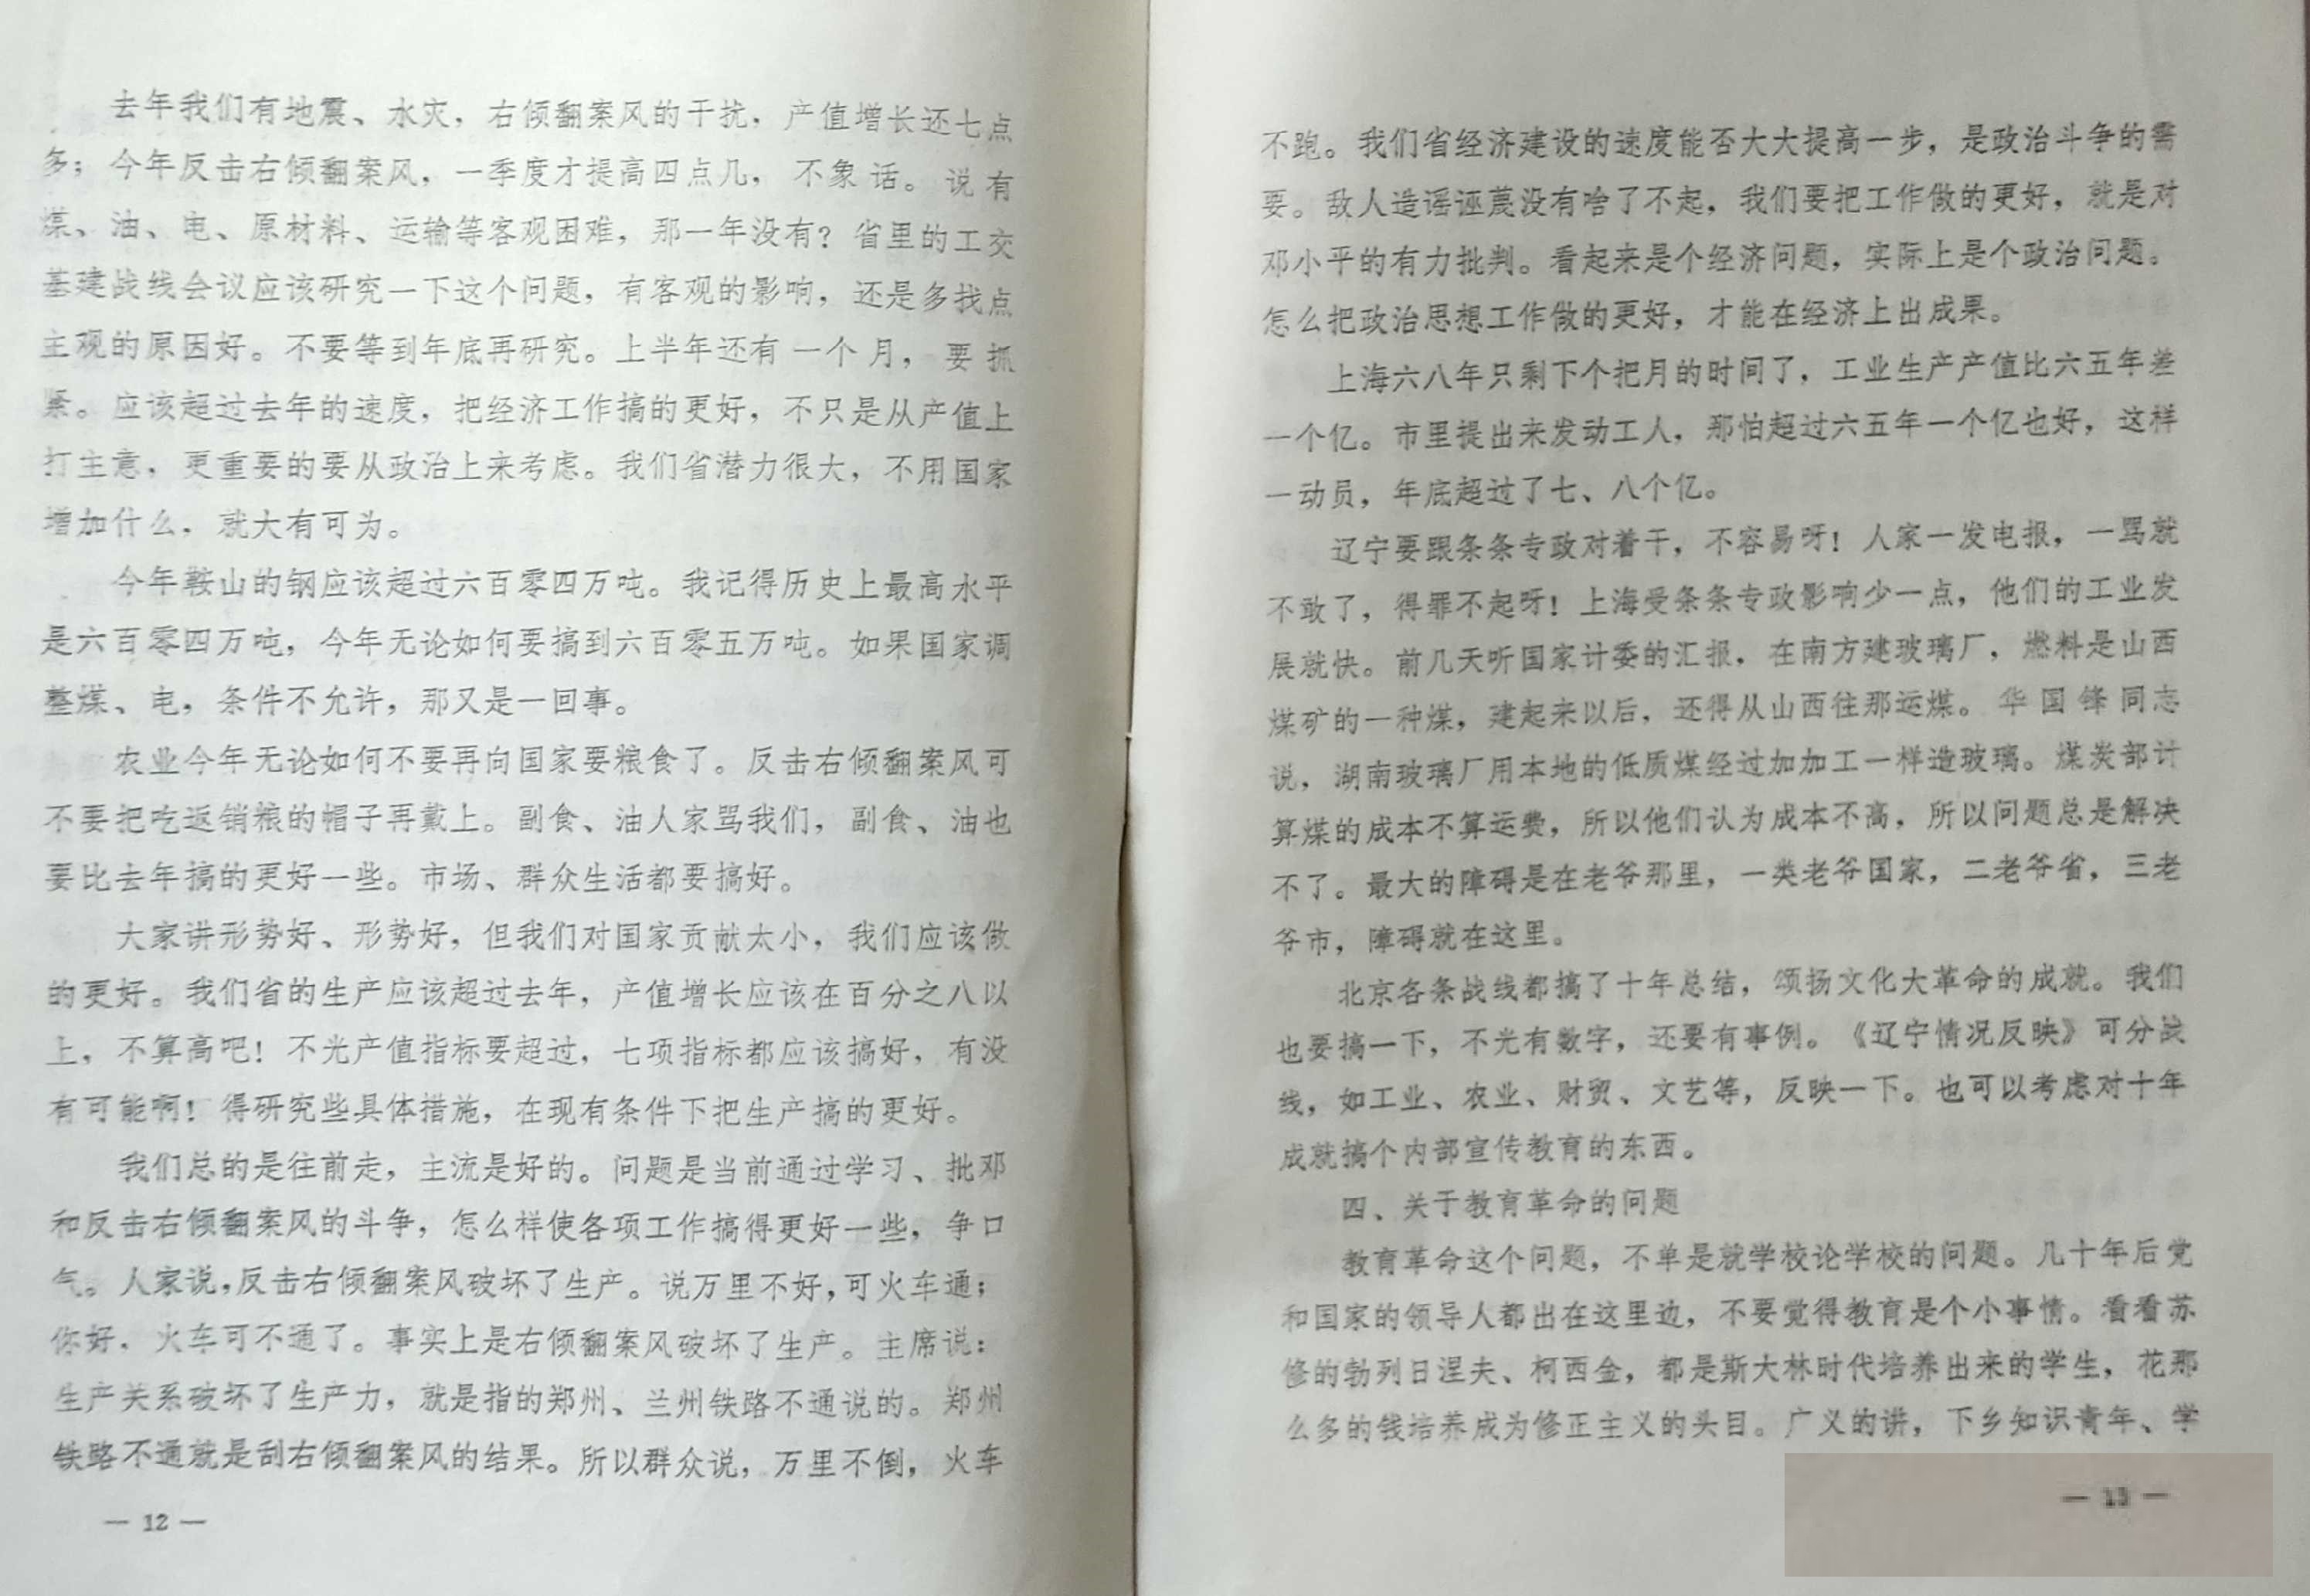 去年我们有地震、水灾，右倾翻案风的干扰，产值增长还七点
多；今年反击右倾翻案风，一季度才提高四点几，不象话。说有
煤、油、电、原材料、运输等客观困难，那一年没有？省里的工交
基建战线会议应该研究一下这个问题，有客观的影响，还是多找点
主观的原因好。不要等到年底再研究。上半年还有一个月，要抓
紧。应该超过去年的速度，把经济工作搞的更好，不只是从产值上
打主意，更重要的要从政治上来考虑。我们省潜力很大，不用国家
增加什么，就大有可为。
今年鞍山的钢应该超过六百零四万吨。我记得历史上最高水平
是六百零四万吨，今年无论如何要搞到六百零五万吨。如果国家调
整煤、电，条件不允许，那又是一回事。
农业今年无论如何不要再向国家要粮食了。反击右倾翻案风可
不要把吃返销粮的帽子再戴上。副食、油人家骂我们，副食、油也
要比去年搞的更好一些。市场、群众生活都要搞好。
大家讲形势好、形势好，但我们对国家贡献太小，我们应该做
的更好。我们省的生产应该超过去年，产值增长应该在百分之八以
上，不算高吧！不光产值指标要超过，七项指标都应该搞好，有没
有可能啊！得研究些具体措施，在现有条件下把生产搞的更好。
我们总的是往前走，主流是好的。问题是当前通过学习、批邓
和反击右倾翻案风的斗争，怎么样使各项工作搞得更好一些，争口
气。人家说，反击右倾翻案风破坏了生产。说万里不好，可火车通；
你好，火车可不通了。事实上是右倾翻案风破坏了生产。主席说：
生产关系破坏了生产力，就是指的郑州、兰州铁路不通说的。郑州
铁路不通就是刮右倾翻案风的结果。所以群众说，万里不倒，火车
— 12 —
不跑。我们省经济建设的速度能否大大提高一步，是政治斗争的需
要。敌人造谣诬蔑没有啥了不起，我们要把工作做的更好，就是对
邓小平的有力批判。看起来是个经济问题，实际上是个政治问题。
怎么把政治思想工作做的更好，才能在经济上出成果。
上海六八年只剩下个把月的时间了，工业生产产值比六五年差
一个亿。市里提出来发动工人，那怕超过六五年一个亿也好，这样
一动员，年底超过了七、八个亿。
辽宁要跟条条专政对着干，不容易呀！人家一发电报，一骂就
不敢了，得罪不起呀！上海受条条专政影响少一点，他们的工业发
展就快。前几天听国家计委的汇报，在南方建玻璃厂，燃料是山西
煤矿的一种煤，建起来以后，还得从山西往那运煤。华国锋同志
说，湖南玻璃厂用本地的低质煤经过加加工一样造玻璃。煤炭部计
算煤的成本不算运费，所以他们认为成本不高，所以问题总是解决
不了。最大的障碍是在老爷那里，一类老爷国家，二老爷省，三老
爷市，障碍就在这里。
北京各条战线都搞了十年总结，颂扬文化大革命的成就。我们
也要搞一下，不光有数字，还要有事例。《辽宁情况反映》可分战
线，如工业、农业、财贸、文艺等，反映一下。也可以考虑对十年
成就搞个内部宣传教育的东西。
四、关于教育革命的问题
教育革命这个问题，不单是就学校论学校的问题。几十年后党
和国家的领导人都出在这里边，不要觉得教育是个小事情。看看苏
修的勃列日涅夫、柯西金，都是斯大林时代培养出来的学生，花那
么多的钱培养成为修正主义的头目。广义的讲，下乡知识青年、学
— 13 —